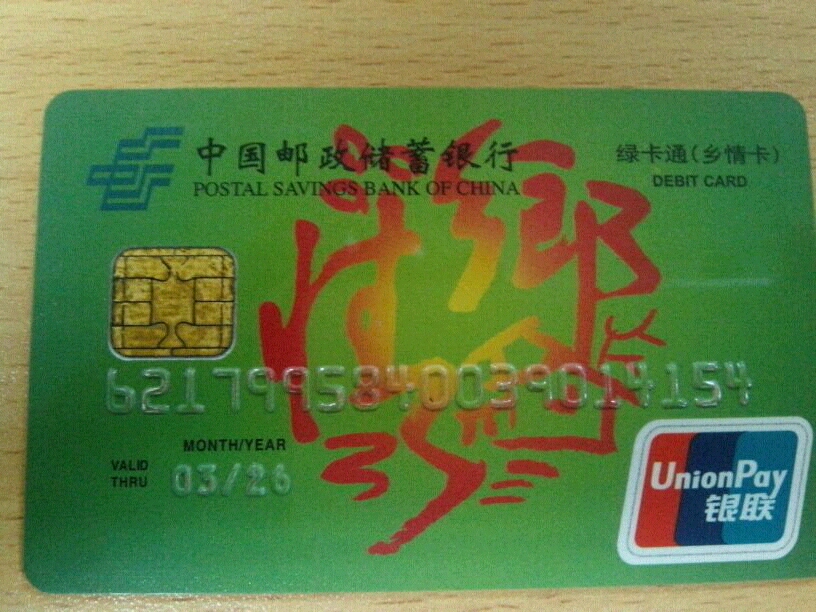 中国邮政储蓄银行
POSTAL SAVINGS BANK OF CHINA
绿卡通(乡情卡)
DEBIT CARD
6217995840039014154
MONTH/YEAR
VALID
THRU 03/26
UnionPay
银联